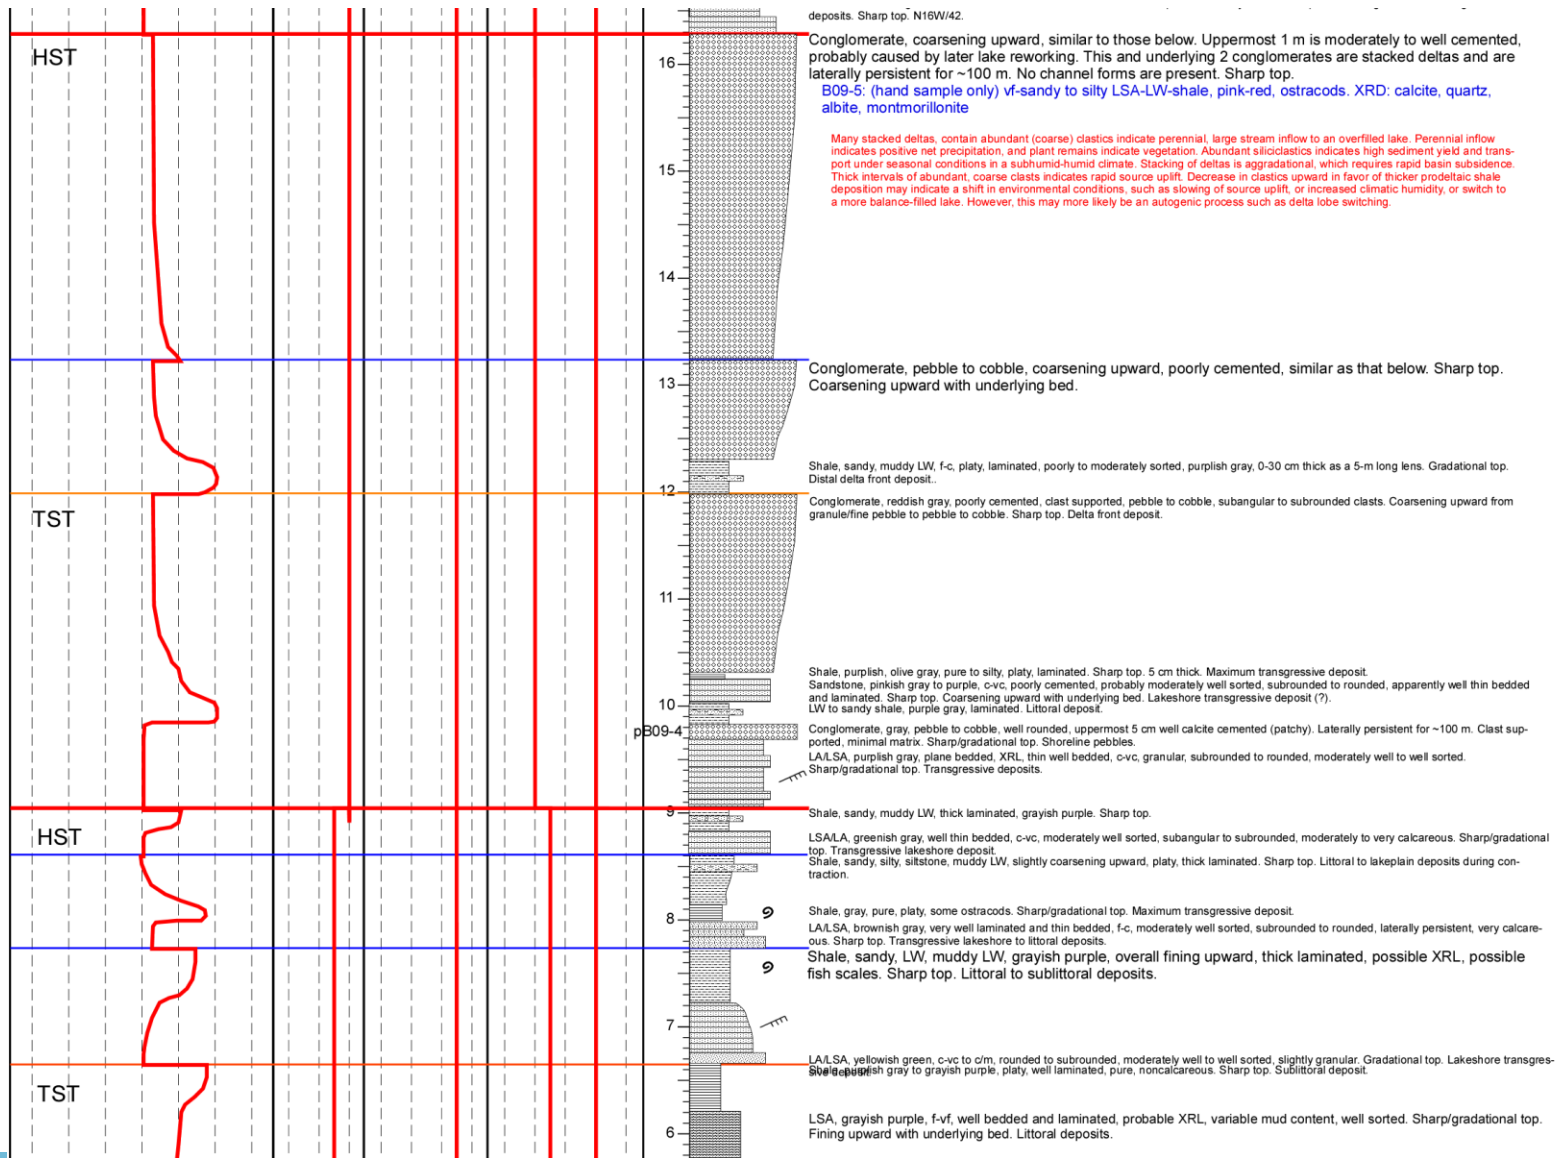 deposits. Sharp top. N16W/42.
HST
Conglomerate, coarsening upward, similar to those below. Uppermost 1 m is moderately to well cemented,
probably caused by later lake reworking. This and underlying 2 conglomerates are stacked deltas and are
laterally persistent for ~100 m. No channel forms are present. Sharp top.
16
B09-5: (hand sample only) vf-sandy to silty LSA-LW-shale, pink-red, ostracods. XRD: calcite, quartz,
albite, montmorillonite
Many stacked deltas, contain abundant (coarse) clastics indicate perennial, large stream inflow to an overfilled lake. Perennial inflow
indicates positive net precipitation, and plant remains indicate vegetation. Abundant siliciclastics indicates high sediment yield and trans-
port under seasonal conditions in a subhumid-humid climate. Stacking of deltas is aggradational, which requires rapid basin subsidence.
Thick intervals of abundant, coarse clasts indicates rapid source uplift. Decrease in clastics upward in favor of thicker prodeltaic shale
deposition may indicate a shift in environmental conditions, such as slowing of source uplift, or increased climatic humidity, or switch to
a more balance-filled lake. However, this may more likely be an autogenic process such as delta lobe switching.
15
14
13
Conglomerate, pebble to cobble, coarsening upward, poorly cemented, similar as that below. Sharp top.
Coarsening upward with underlying bed.
Shale, sandy, muddy LW, f-c, platy, laminated, poorly to moderately sorted, purplish gray, 0-30 cm thick as a 5-m long lens. Gradational top.
Distal delta front deposit..
12
TST
Conglomerate, reddish gray, poorly cemented, clast supported, pebble to cobble, subangular to subrounded clasts. Coarsening upward from
granule/fine pebble to pebble to cobble. Sharp top. Delta front deposit.
11
Shale, purplish, olive gray, pure to silty, platy, laminated. Sharp top. 5 cm thick. Maximum transgressive deposit.
Sandstone, pinkish gray to purple, c-vc, poorly cemented, probably moderately well sorted, subrounded to rounded, apparently well thin bedded
and laminated. Sharp top. Coarsening upward with underlying bed. Lakeshore transgressive deposit (?).
10
LW to sandy shale, purple gray, laminated. Littoral deposit.
pB09-4
Conglomerate, gray, pebble to cobble, well rounded, uppermost 5 cm well calcite cemented (patchy). Laterally persistent for ~100 m. Clast sup-
ported, minimal matrix. Sharp/gradational top. Shoreline pebbles.
LA/LSA, purplish gray, plane bedded, XRL, thin well bedded, c-vc, granular, subrounded to rounded, moderately well to well sorted.
Sharp/gradational top. Transgressive deposits.
9
Shale, sandy, muddy LW, thick laminated, grayish purple. Sharp top.
HST
LSA/LA, greenish gray, well thin bedded, c-vc, moderately well sorted, subangular to subrounded, moderately to very calcareous. Sharp/gradational
top. Transgressive lakeshore deposit.
Shale, sandy, silty, siltstone, muddy LW, slightly coarsening upward, platy, thick laminated. Sharp top. Littoral to lakeplain deposits during con-
traction.
8
Shale, gray, pure, platy, some ostracods. Sharp/gradational top. Maximum transgressive deposit.
LA/LSA, brownish gray, very well laminated and thin bedded, f-c, moderately well sorted, subrounded to rounded, laterally persistent, very calcare-
ous. Sharp top. Transgressive lakeshore to littoral deposits.
Shale, sandy, LW, muddy LW, grayish purple, overall fining upward, thick laminated, possible XRL, possible
fish scales. Sharp top. Littoral to sublittoral deposits.
7
LA/LSA, yellowish green, c-vc to c/m, rounded to subrounded, moderately well to well sorted, slightly granular. Gradational top. Lakeshore transgres-
sive deposit.
Shale, purplish gray to grayish purple, platy, well laminated, pure, noncalcareous. Sharp top. Sublittoral deposit.
TST
LSA, grayish purple, f-vf, well bedded and laminated, probable XRL, variable mud content, well sorted. Sharp/gradational top.
Fining upward with underlying bed. Littoral deposits.
6